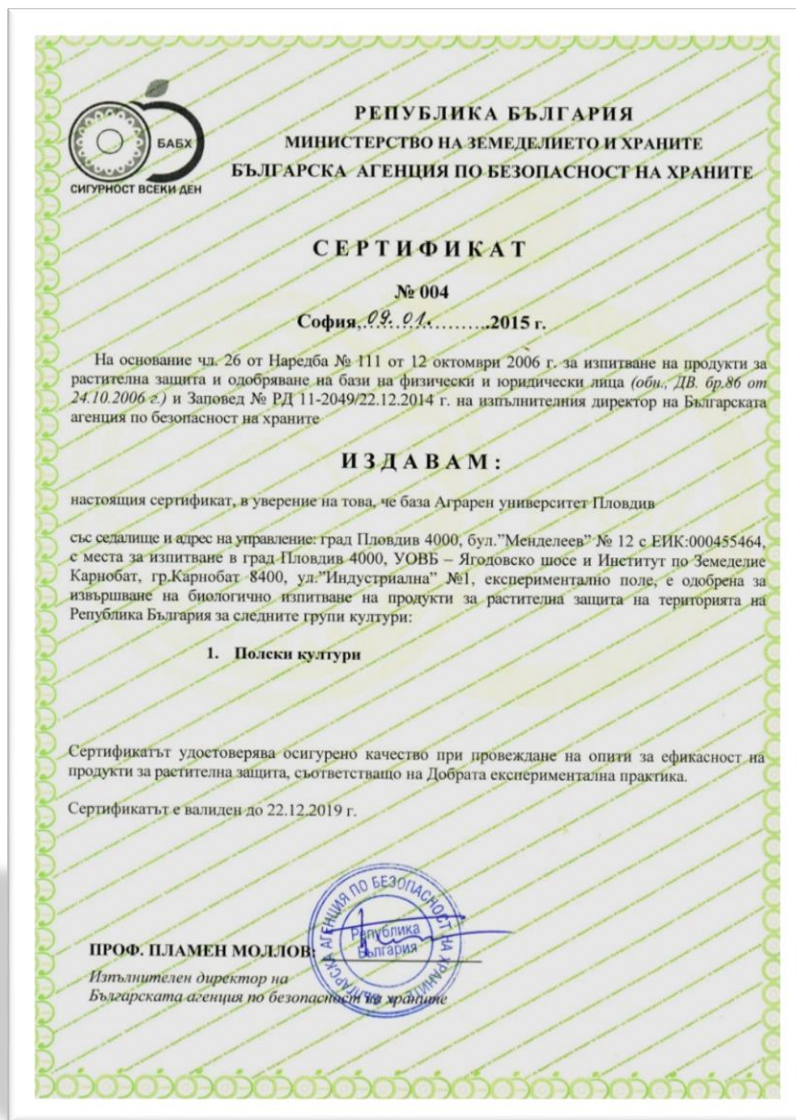 БАБХ
СИГУРНОСТ ВСЕКИ ДЕН
РЕПУБЛИКА БЪЛГАРИЯ
МИНИСТЕРСТВО НА ЗЕМЕДЕЛИЕТО И ХРАНИТЕ
БЪЛГАРСКА АГЕНЦИЯ ПО БЕЗОПАСНОСТ НА ХРАНИТЕ
СЕРТИФИКАТ
№ 004
София, 09. 01. ...........2015 г.
На основание чл. 26 от Наредба № 111 от 12 октомври 2006 г. за изпитване на продукти за
растителна защита и одобряване на бази на физически и юридически лица (обн., ДВ. бр.86 от
24.10.2006 г.) и Заповед № РД 11-2049/22.12.2014 г. на изпълнителния директор на Българската
агенция по безопасност на храните
ИЗДАВАМ :
настоящия сертификат, в уверение на това, че база Аграрен университет Пловдив
със седалище и адрес на управление: град Пловдив 4000, бул."Менделеев" № 12 с ЕИК:000455464,
с места за изпитване в град Пловдив 4000, УОВБ – Ягодовско шосе и Институт по Земеделие
Карнобат, гр.Карнобат 8400, ул."Индустриална" №1, експериментално поле, е одобрена за
извършване на биологично изпитване на продукти за растителна защита на територията на
Република България за следните групи култури:
1. Полски култури
Сертификатът удостоверява осигурено качество при провеждане на опити за ефикасност на
продукти за растителна защита, съответстващо на Добрата експериментална практика.
Сертификатът е валиден до 22.12.2019 г.
БЪЛГАРСКА АГЕНЦИЯ ПО БЕЗОПАСНОСТ НА ХРАНИТЕ
Република
България
ПРОФ. ПЛАМЕН МОЛЛОВ:
Изпълнителен директор на
Българската агенция по безопасност на храните